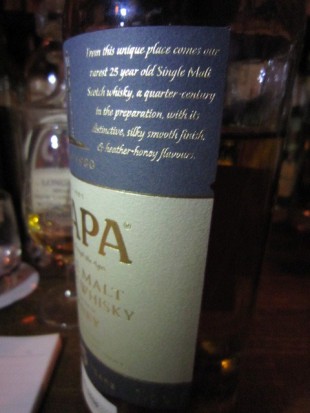 From this unique place comes our
rarest 25 year old Single Malt
Scotch whisky, a quarter-century
in the preparation, with its
distinctive, silky smooth finish,
& heather-honey flavours.
APA
MALT
WHISKY